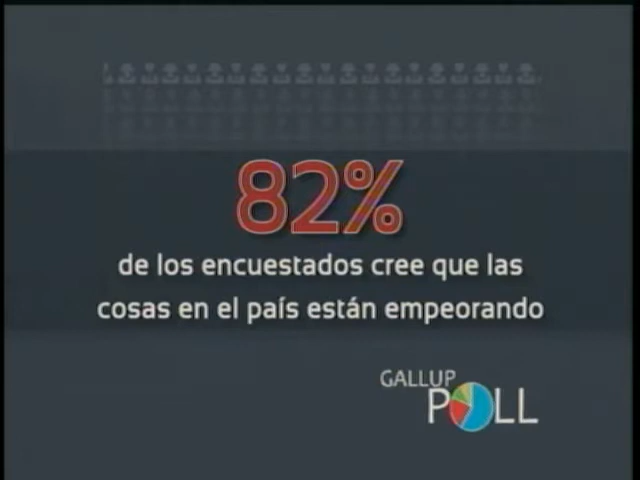 82%
de los encuestados cree que las
cosas en el país están empeorando
GALLUP
POLL